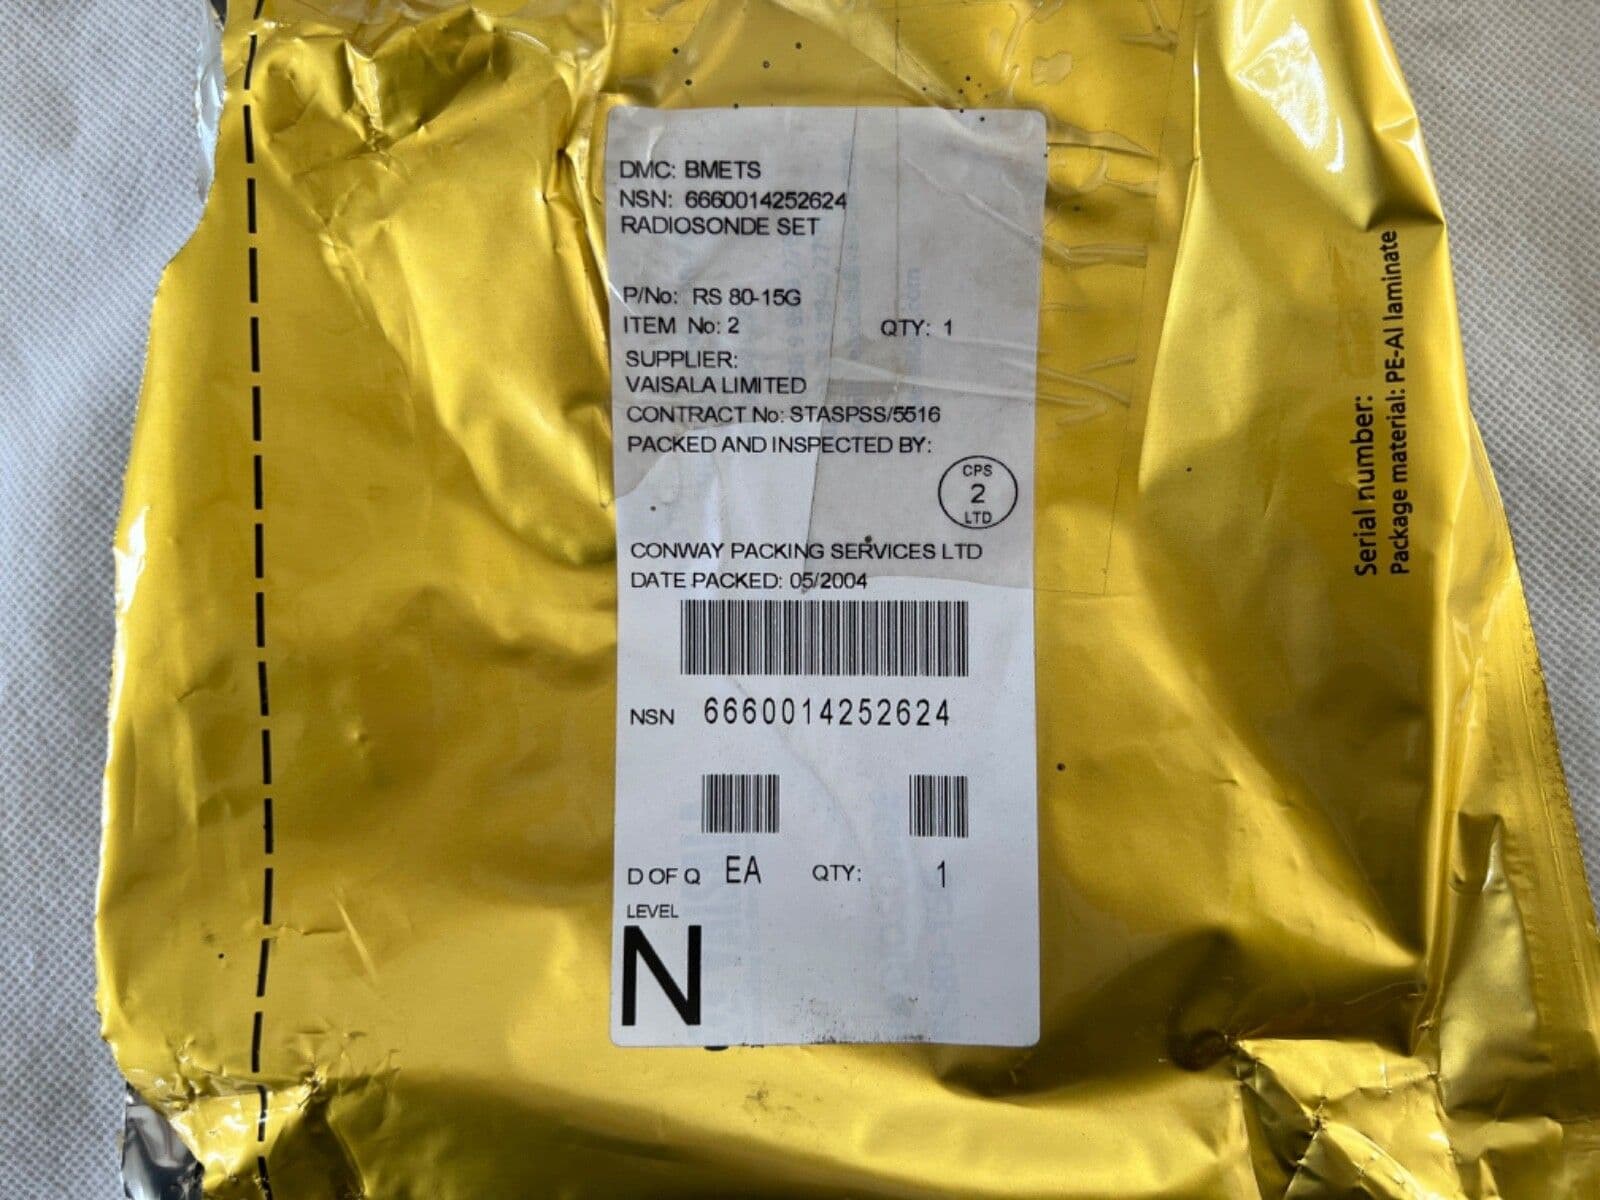 DMC: BMETS
NSN: 6660014252624
RADIOSONDE SET
P/No: RS 80-15G
ITEM No: 2 QTY: 1
SUPPLIER:
VAISALA LIMITED
CONTRACT No: STASPSS/5516
PACKED AND INSPECTED BY:
CPS
2
LTD
CONWAY PACKING SERVICES LTD
DATE PACKED: 05/2004
NSN 6660014252624
D OF Q EA QTY: 1
LEVEL
N
Serial number:
Package material: PE-Al laminate